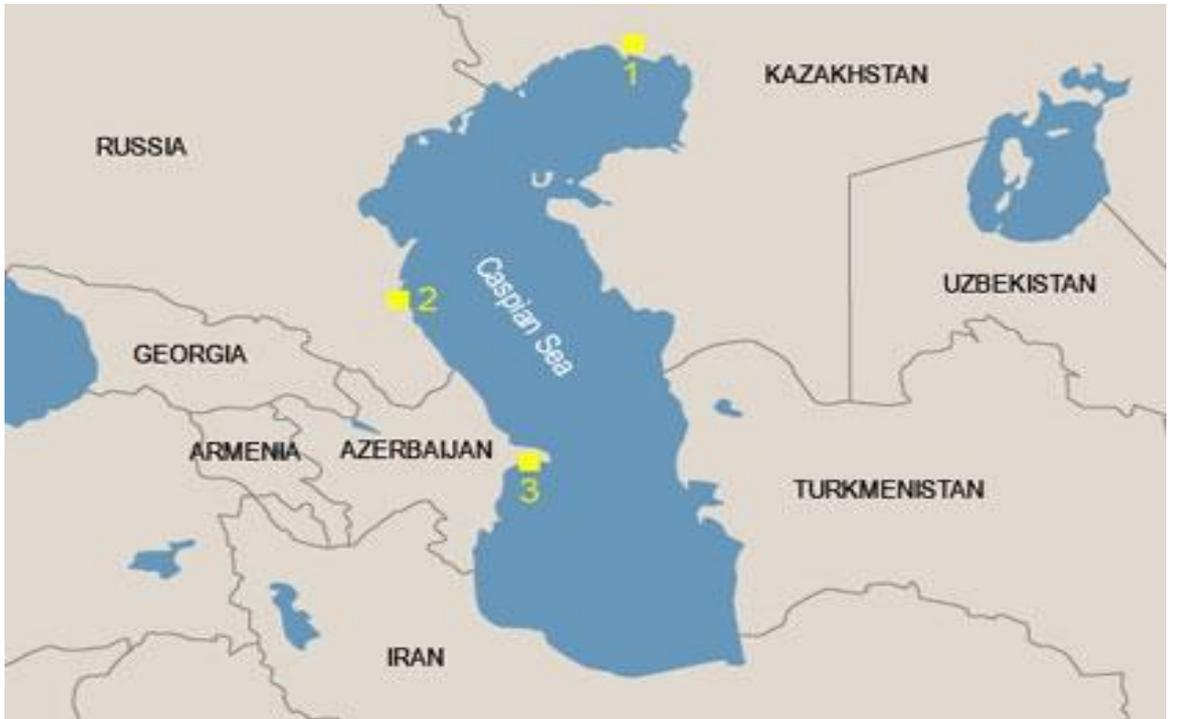 1
KAZAKHSTAN
RUSSIA
Caspian Sea
UZBEKISTAN
2
GEORGIA
ARMENIA
AZERBAIJAN
3
TURKMENISTAN
IRAN